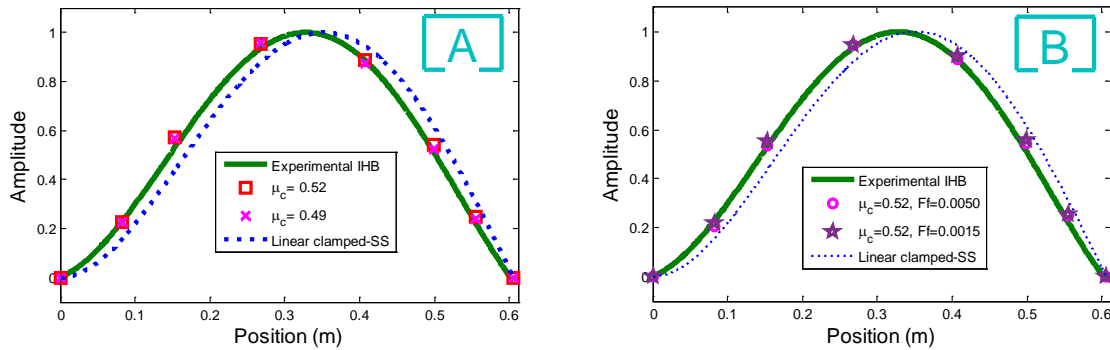 A
1
0.8
0.6
0.4
0.2
0
Amplitude
Experimental IHB
μc= 0.52
μc= 0.49
Linear clamped-SS
0 0.1 0.2 0.3 0.4 0.5 0.6
Position (m)
B
1
0.8
0.6
0.4
0.2
0
Amplitude
Experimental IHB
μc=0.52, Ff=0.0050
μc=0.52, Ff=0.0015
Linear clamped-SS
0 0.1 0.2 0.3 0.4 0.5 0.6
Position (m)